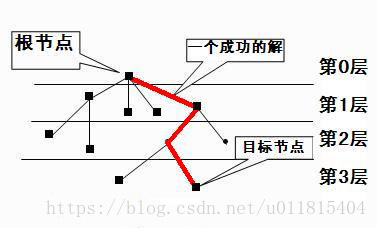 根节点
一个成功的解
第0层
第1层
第2层
目标节点
第3层
https://blog.csdn.net/u011815404